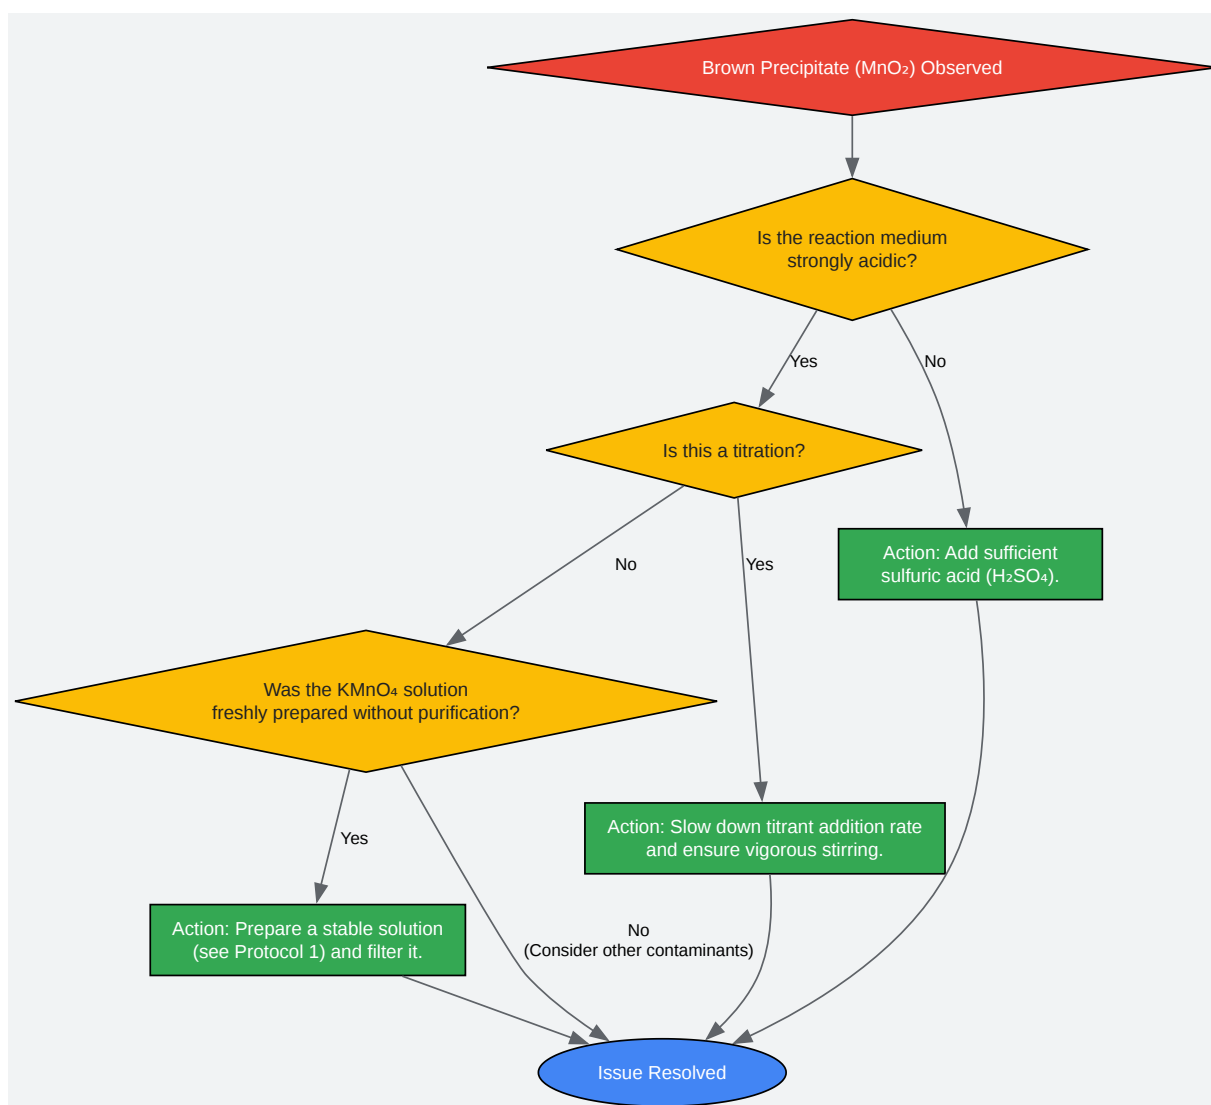 Brown Precipitate (MnO₂) Observed
Is the reaction medium
strongly acidic?
Yes
No
Is this a titration?
Action: Add sufficient
sulfuric acid (H₂SO₄).
No
Yes
Was the KMnO₄ solution
freshly prepared without purification?
Action: Slow down titrant addition rate
and ensure vigorous stirring.
Yes
Action: Prepare a stable solution
(see Protocol 1) and filter it.
No
(Consider other contaminants)
Issue Resolved